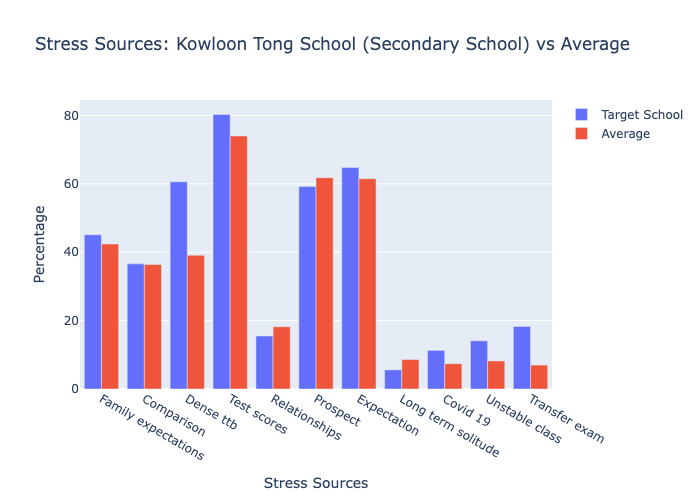 Stress Sources: Kowloon Tong School (Secondary School) vs Average
Target School
Average
Percentage
80
60
40
20
0
Family expectations
Comparison
Dense ttb
Test scores
Relationships
Prospect
Expectation
Long term solitude
Covid 19
Unstable class
Transfer exam
Stress Sources